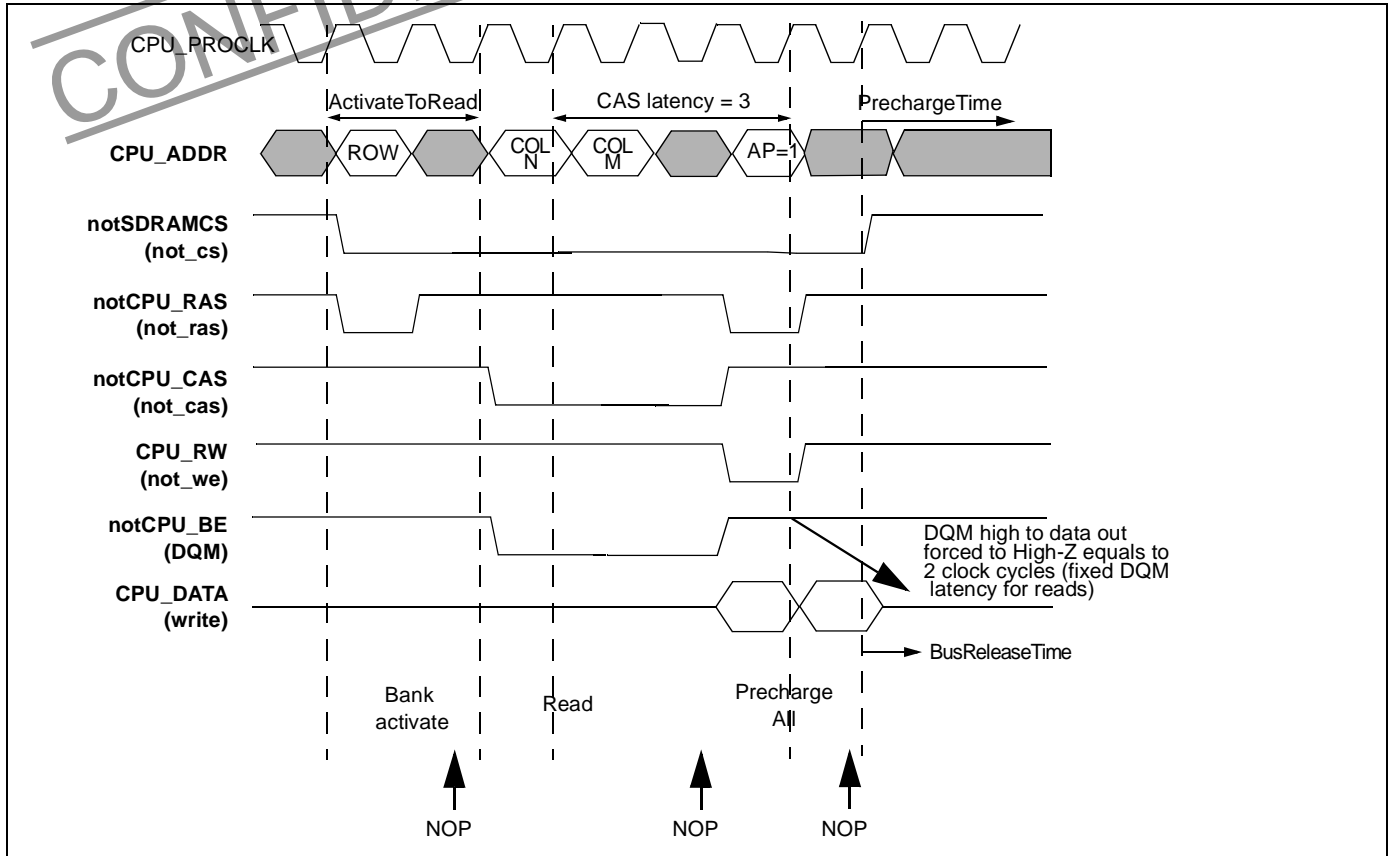 CONFID
CPU_PROCLK
ActivateToRead
CAS latency = 3
PrechargeTime
CPU_ADDR
ROW
COL
N
COL
M
AP=1
notSDRAMCS
(not_cs)
notCPU_RAS
(not_ras)
notCPU_CAS
(not_cas)
CPU_RW
(not_we)
notCPU_BE
(DQM)
DQM high to data out
forced to High-Z equals to
2 clock cycles (fixed DQM
latency for reads)
CPU_DATA
(write)
BusReleaseTime
Bank
activate
Read
Precharge
All
NOP
NOP
NOP